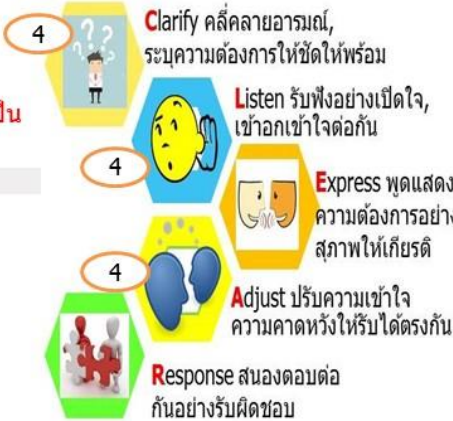 4
Clarify คลี่คลายอารมณ์,
ระบุความต้องการให้ชัดให้พร้อม
Listen รับฟังอย่างเปิดใจ,
เข้าอกเข้าใจต่อกัน
4
Express พูดแสดง
ความต้องการอย่าง
สุภาพให้เกียรติ
4
Adjust ปรับความเข้าใจ
ความคาดหวังให้รับได้ตรงกัน
Response สนองตอบต่อ
กันอย่างรับผิดชอบ